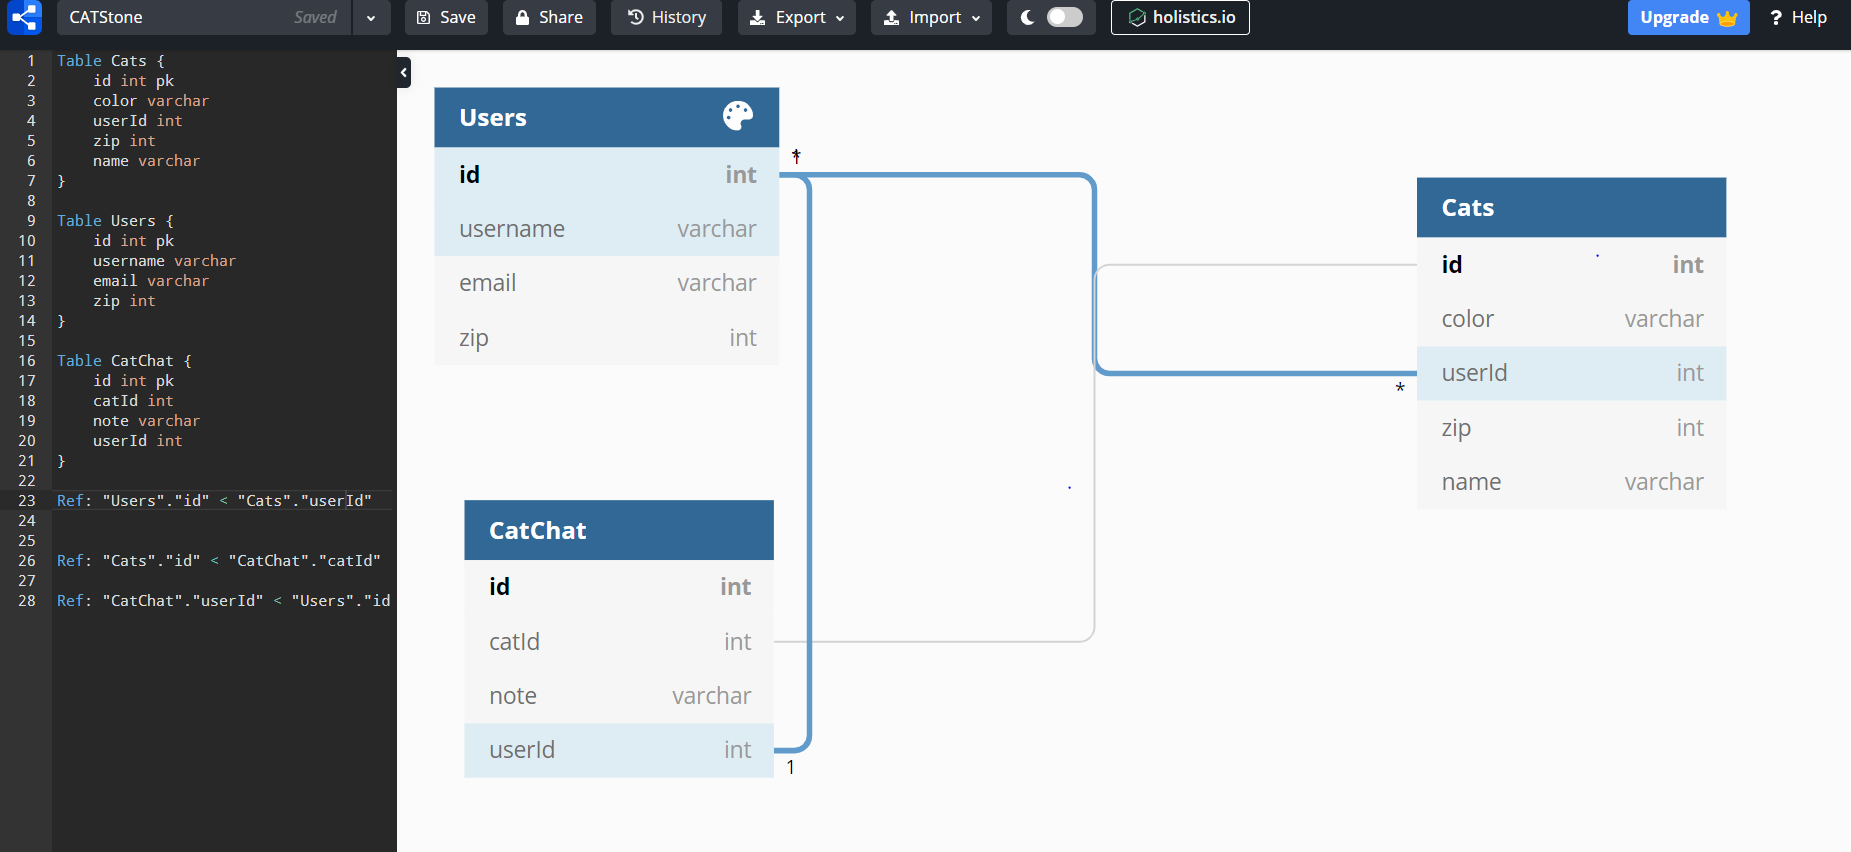 CATStone Saved Save Share History Export Import holistics.io Upgrade ? Help
1 Table Cats {
2 id int pk
3 color varchar
4 userId int
5 zip int
6 name varchar
7 }
8
9 Table Users {
10 id int pk
11 username varchar
12 email varchar
13 zip int
14 }
15
16 Table CatChat {
17 id int pk
18 catId int
19 note varchar
20 userId int
21 }
22
23 Ref: "Users"."id" < "Cats"."userId"
24
25
26 Ref: "Cats"."id" < "CatChat"."catId"
27
28 Ref: "CatChat"."userId" < "Users"."id
Users
id int
username varchar
email varchar
zip int
*
CatChat
id int
catId int
note varchar
userId int
1
Cats
id int
color varchar
userId int
*
zip int
name varchar